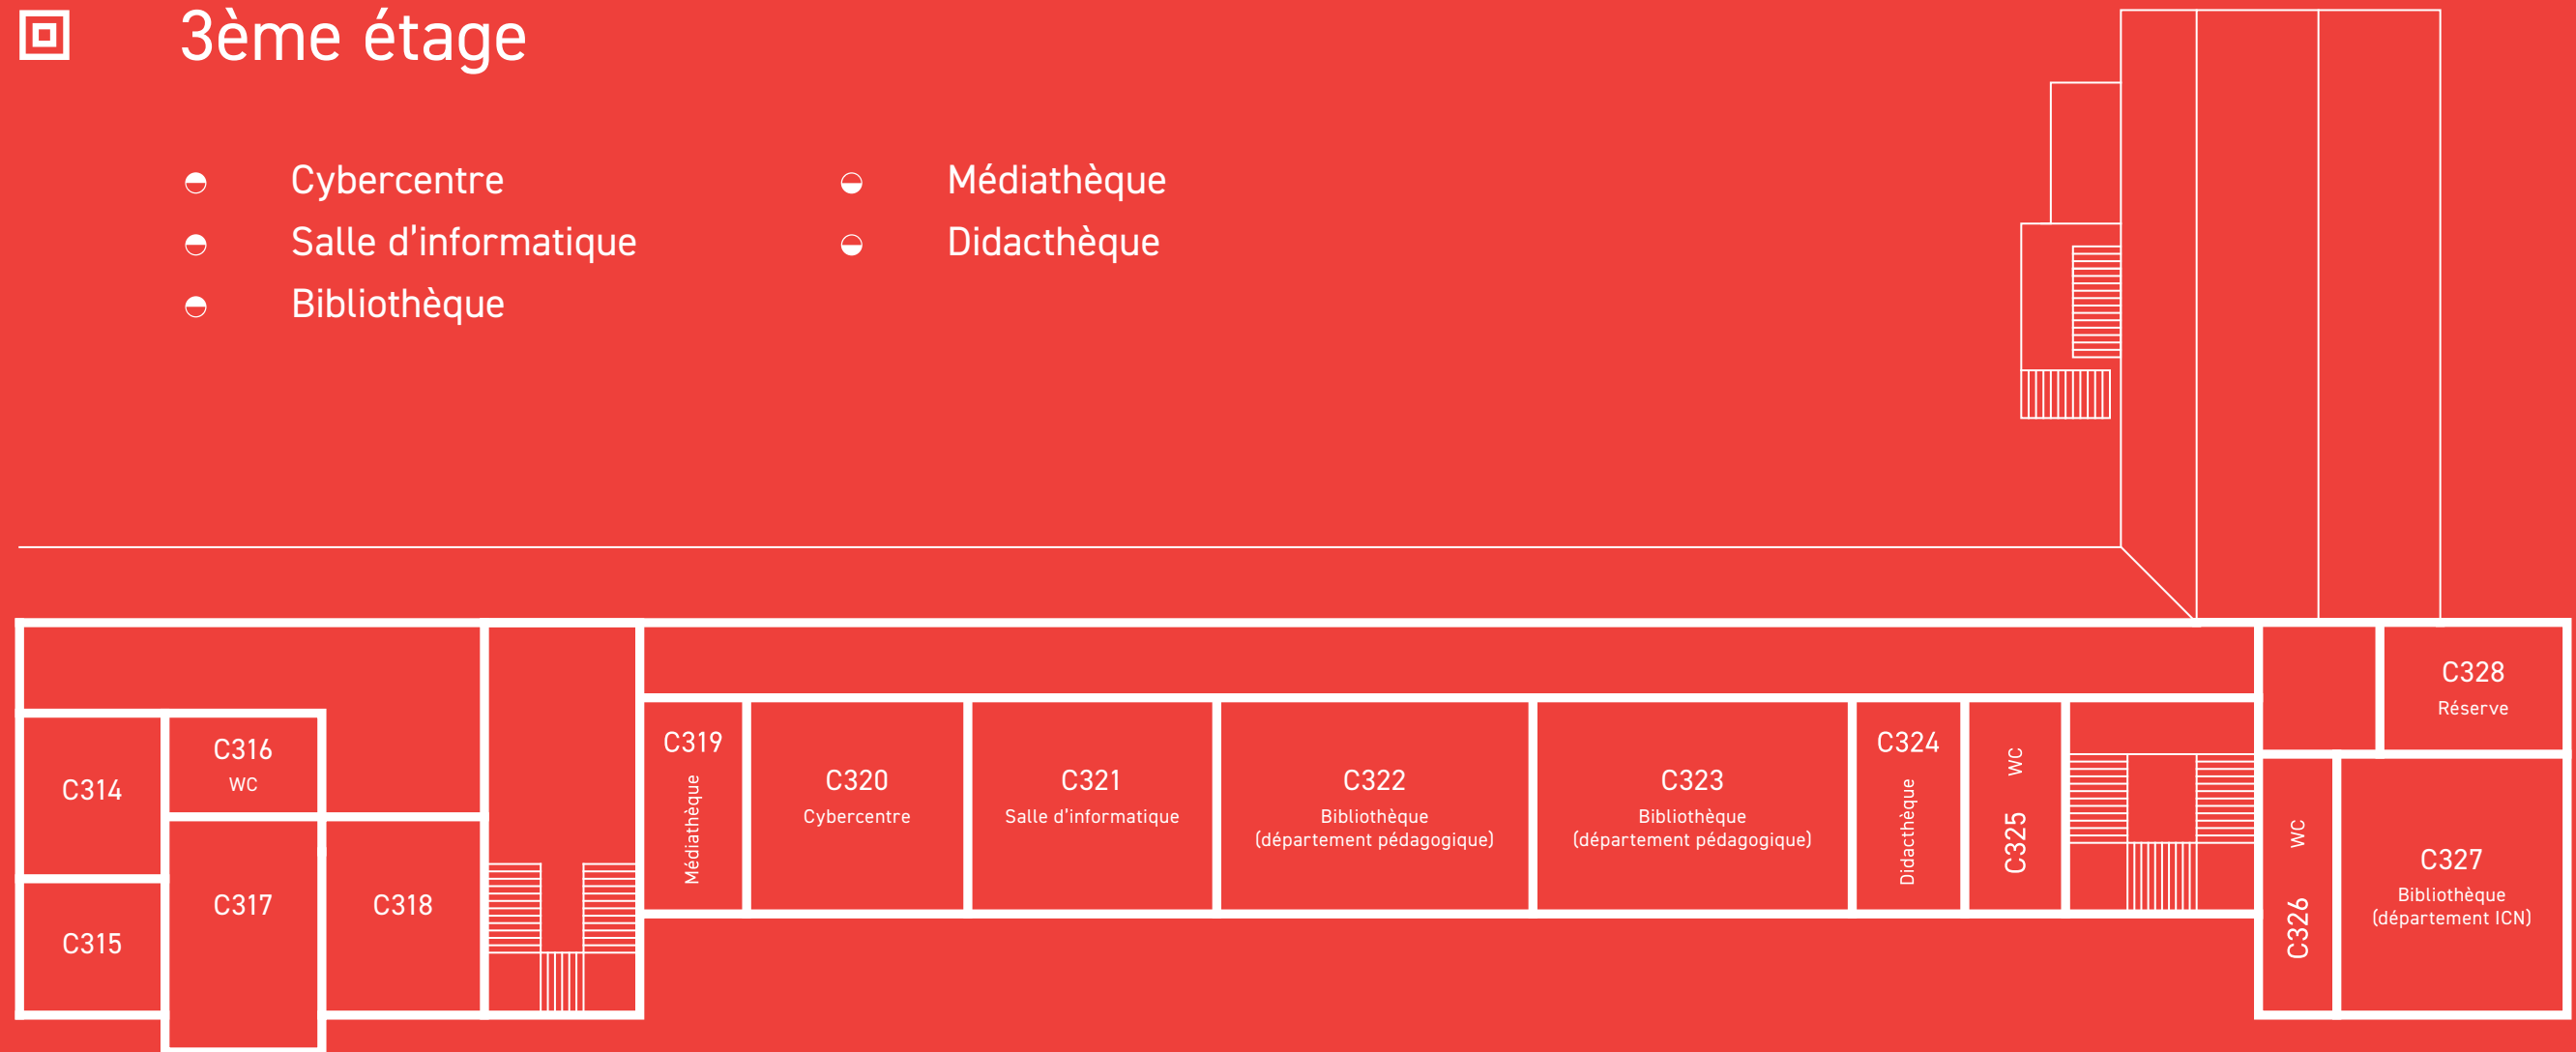 3ème étage
Cybercentre
Salle d'informatique
Bibliothèque
Médiathèque
Didacthèque
C314
C315
C316
WC
C317
C318
C319
Médiathèque
C320
Cybercentre
C321
Salle d'informatique
C322
Bibliothèque
(département pédagogique)
C323
Bibliothèque
(département pédagogique)
C324
Didacthèque
C325 WC
C326 WC
C327
Bibliothèque
(département ICN)
C328
Réserve